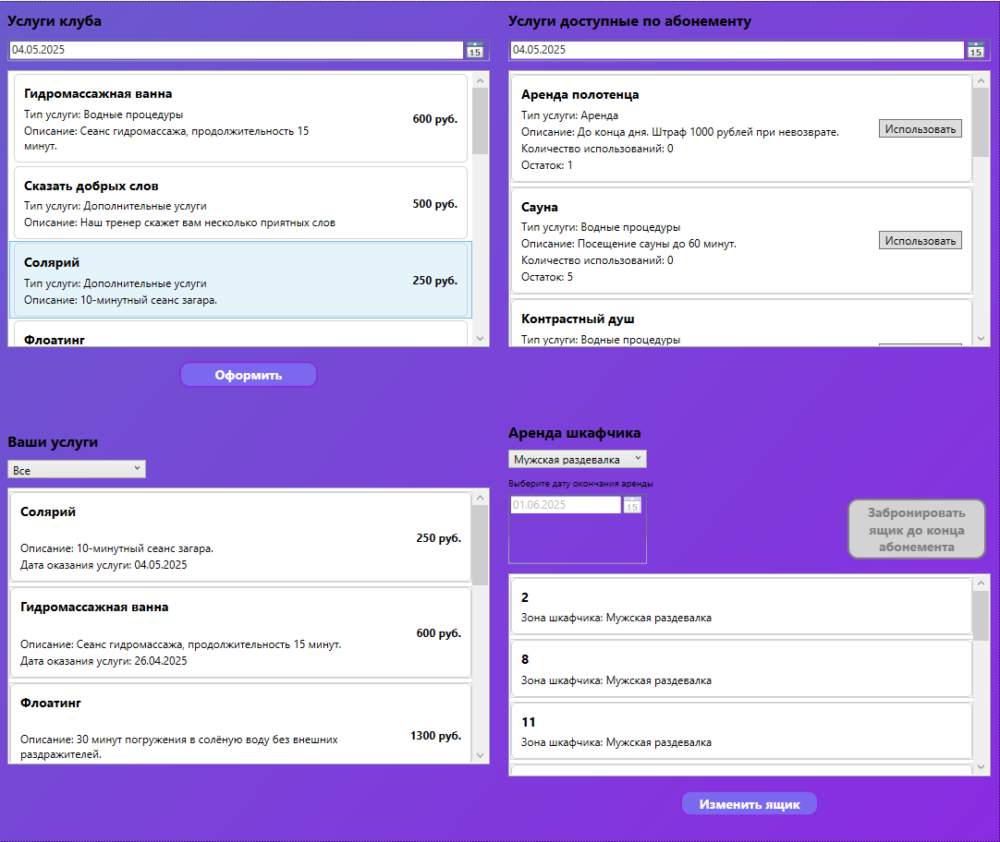 Услуги клуба
04.05.2025
15
Гидромассажная ванна
Тип услуги: Водные процедуры
Описание: Сеанс гидромассажа, продолжительность 15
минут.
600 руб.
Сказать добрых слов
Тип услуги: Дополнительные услуги
Описание: Наш тренер скажет вам несколько приятных слов
500 руб.
Солярий
Тип услуги: Дополнительные услуги
Описание: 10-минутный сеанс загара.
250 руб.
Флоатинг
Оформить
Услуги доступные по абонементу
04.05.2025
15
Аренда полотенца
Тип услуги: Аренда
Описание: До конца дня. Штраф 1000 рублей при невозврате.
Количество использований: 0
Остаток: 1
Использовать
Сауна
Тип услуги: Водные процедуры
Описание: Посещение сауны до 60 минут.
Количество использований: 0
Остаток: 5
Использовать
Контрастный душ
Тип услуги: Водные процедуры
Ваши услуги
Все
Солярий
Описание: 10-минутный сеанс загара.
Дата оказания услуги: 04.05.2025
250 руб.
Гидромассажная ванна
Описание: Сеанс гидромассажа, продолжительность 15 минут.
Дата оказания услуги: 26.04.2025
600 руб.
Флоатинг
Описание: 30 минут погружения в солёную воду без внешних
раздражителей.
1300 руб.
Аренда шкафчика
Мужская раздевалка
Выберите дату окончания аренды
01.06.2025
15
Забронировать
ящик до конца
абонемента
2
Зона шкафчика: Мужская раздевалка
8
Зона шкафчика: Мужская раздевалка
11
Зона шкафчика: Мужская раздевалка
Изменить ящик